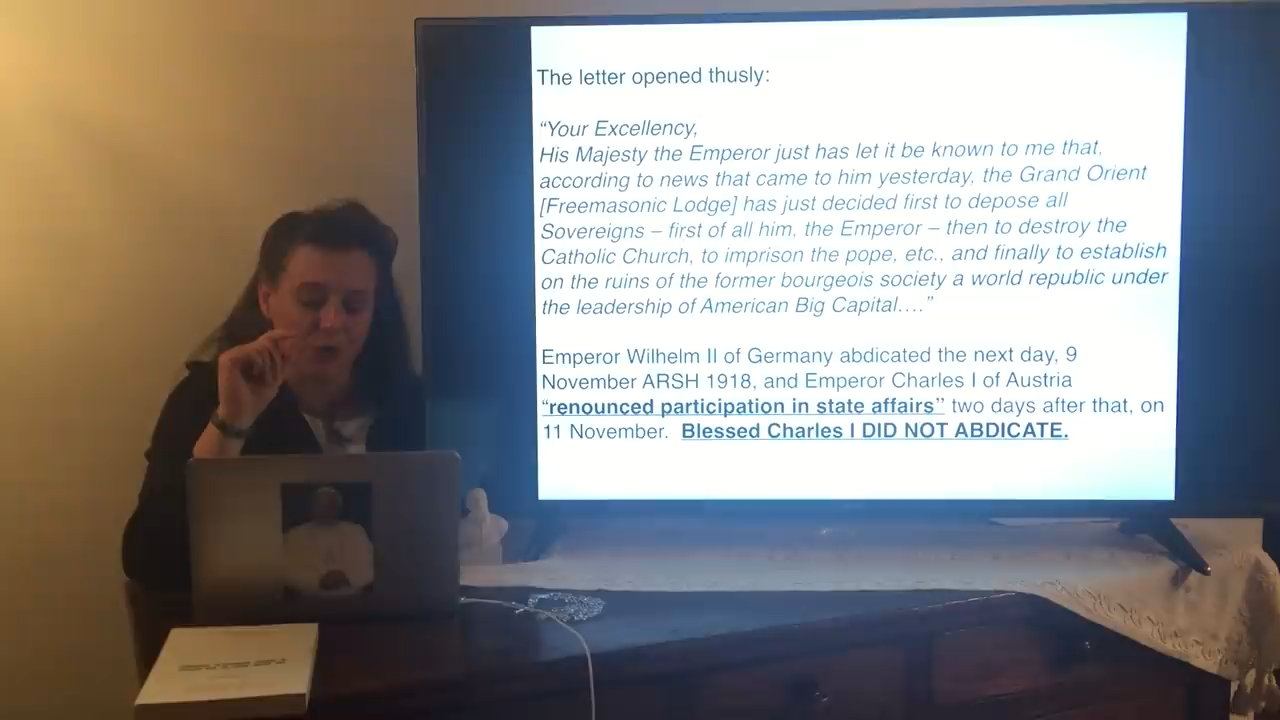 The letter opened thusly:
“Your Excellency,
His Majesty the Emperor just has let it be known to me that,
according to news that came to him yesterday, the Grand Orient
[Freemasonic Lodge] has just decided first to depose all
Sovereigns – first of all him, the Emperor – then to destroy the
Catholic Church, to imprison the pope, etc., and finally to establish
on the ruins of the former bourgeois society a world republic under
the leadership of American Big Capital….”
Emperor Wilhelm II of Germany abdicated the next day, 9
November ARSH 1918, and Emperor Charles I of Austria
“renounced participation in state affairs” two days after that, on
11 November. Blessed Charles I DID NOT ABDICATE.